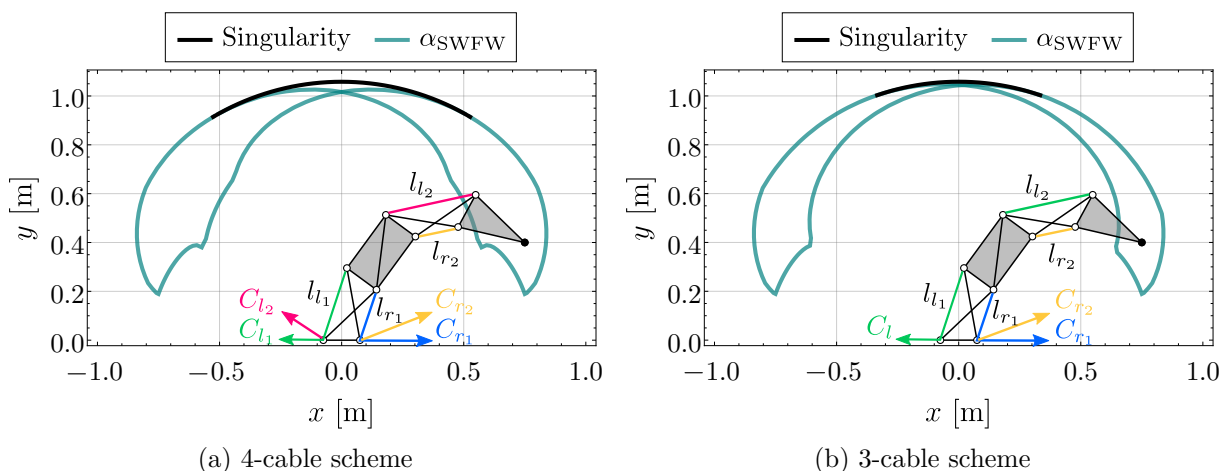 Singularity α_SWFW
1.0
0.8
0.6
0.4
0.2
0.0
y [m]
l_{l_2}
l_{r_2}
l_{l_1}
l_{r_1}
C_{l_2}
C_{r_2}
C_{l_1}
C_{r_1}
−1.0 −0.5 0.0 0.5 1.0
x [m]
(a) 4-cable scheme
Singularity α_SWFW
1.0
0.8
0.6
0.4
0.2
0.0
y [m]
l_{l_2}
l_{r_2}
l_{l_1}
l_{r_1}
C_{r_2}
C_l
C_{r_1}
−1.0 −0.5 0.0 0.5 1.0
x [m]
(b) 3-cable scheme